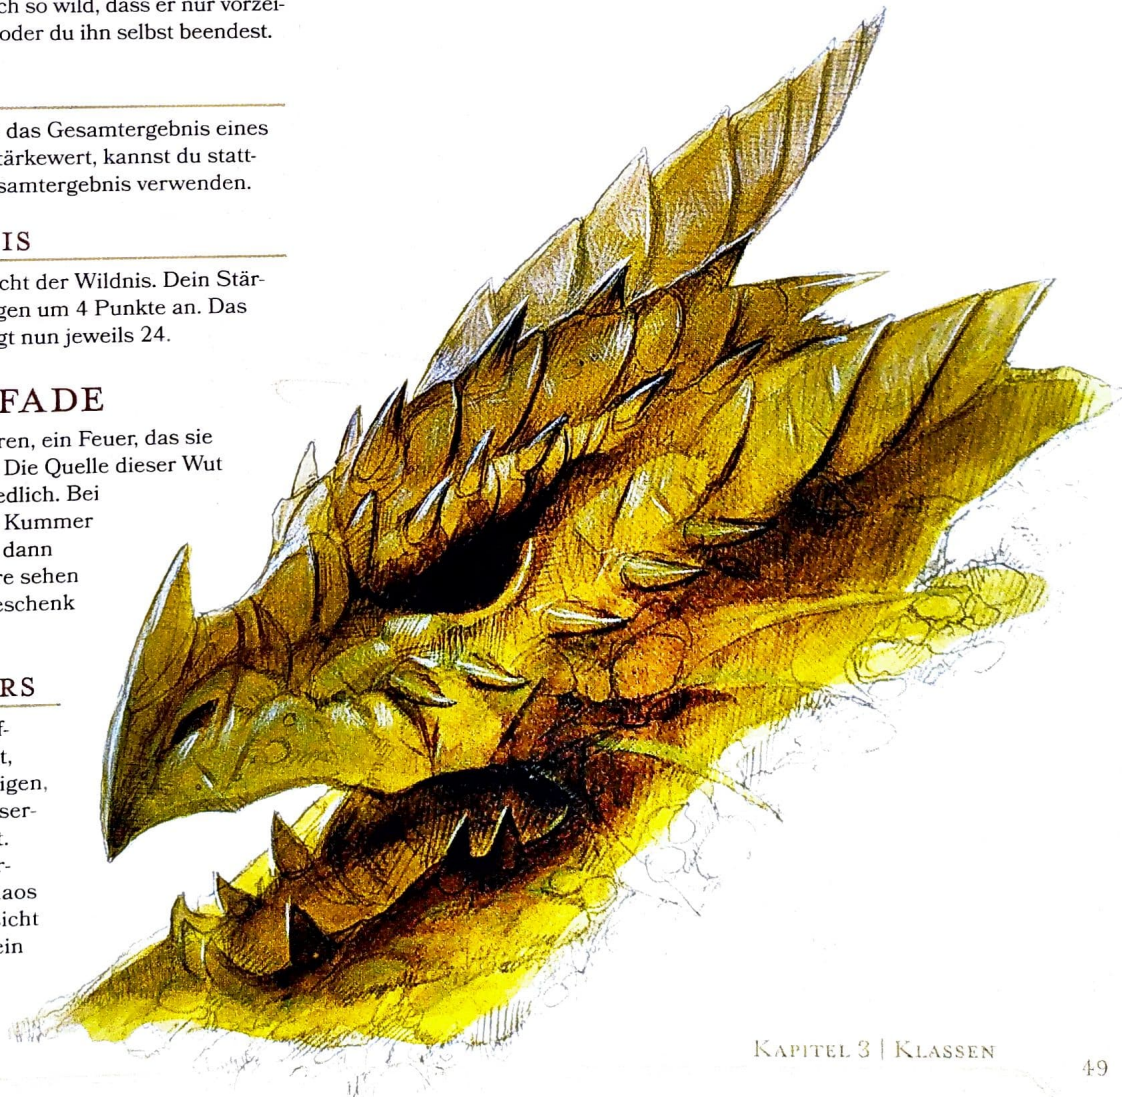 ch so wild, dass er nur vorzei-
oder du ihn selbst beendest.
das Gesamtergebnis eines
tärkewert, kannst du statt-
samtergebnis verwenden.
IS
cht der Wildnis. Dein Stär-
gen um 4 Punkte an. Das
gt nun jeweils 24.
FADE
ren, ein Feuer, das sie
Die Quelle dieser Wut
edlich. Bei
Kummer
dann
re sehen
eschenk
RS
f-
t,
igen,
ser-
t.
r-
aos
icht
ein
KAPITEL 3 | KLASSEN
49